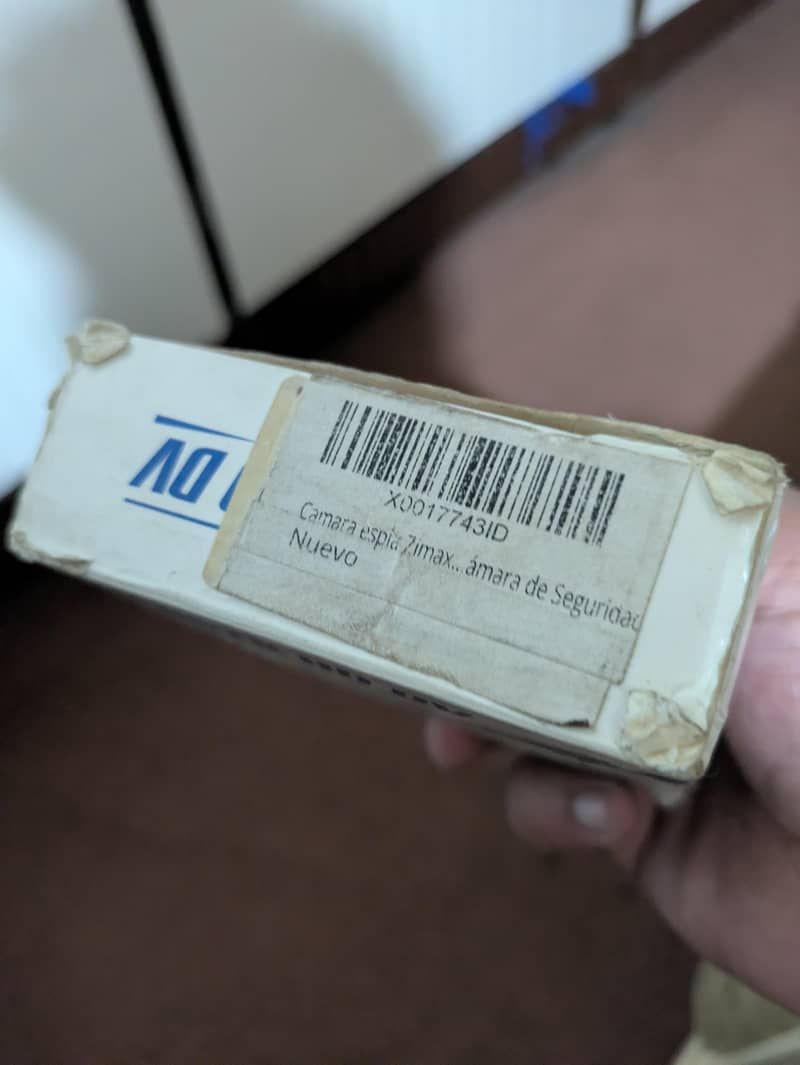 DV
X0017743ID
Camara espia Zimax...ámara de Seguridad
Nuevo